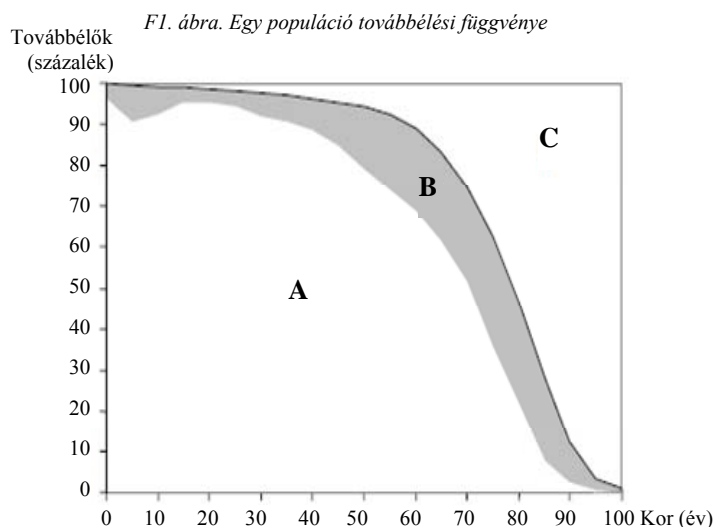 F1. ábra. Egy populáció továbbélési függvénye
Továbbélők
(százalék)
100
90
80
70
60
50
40
30
20
10
0
A
B
C
0 10 20 30 40 50 60 70 80 90 100 Kor (év)